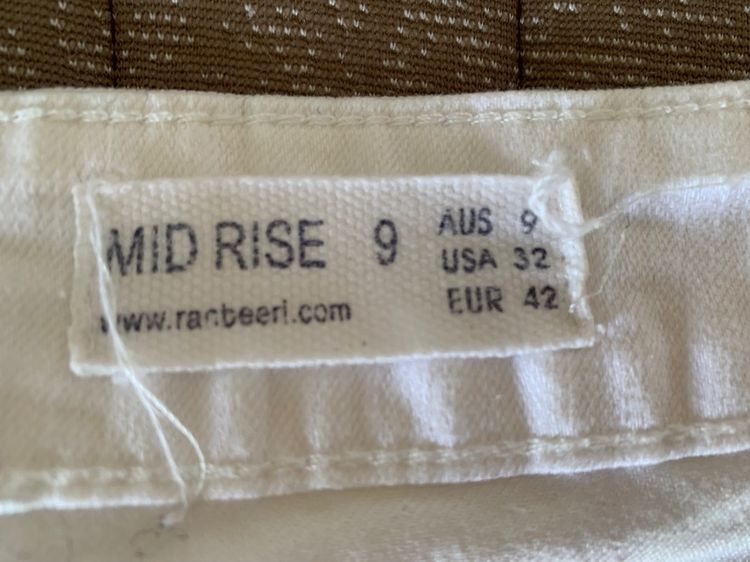 MID RISE 9
www.ranbeeri.com
AUS 9
USA 32
EUR 42